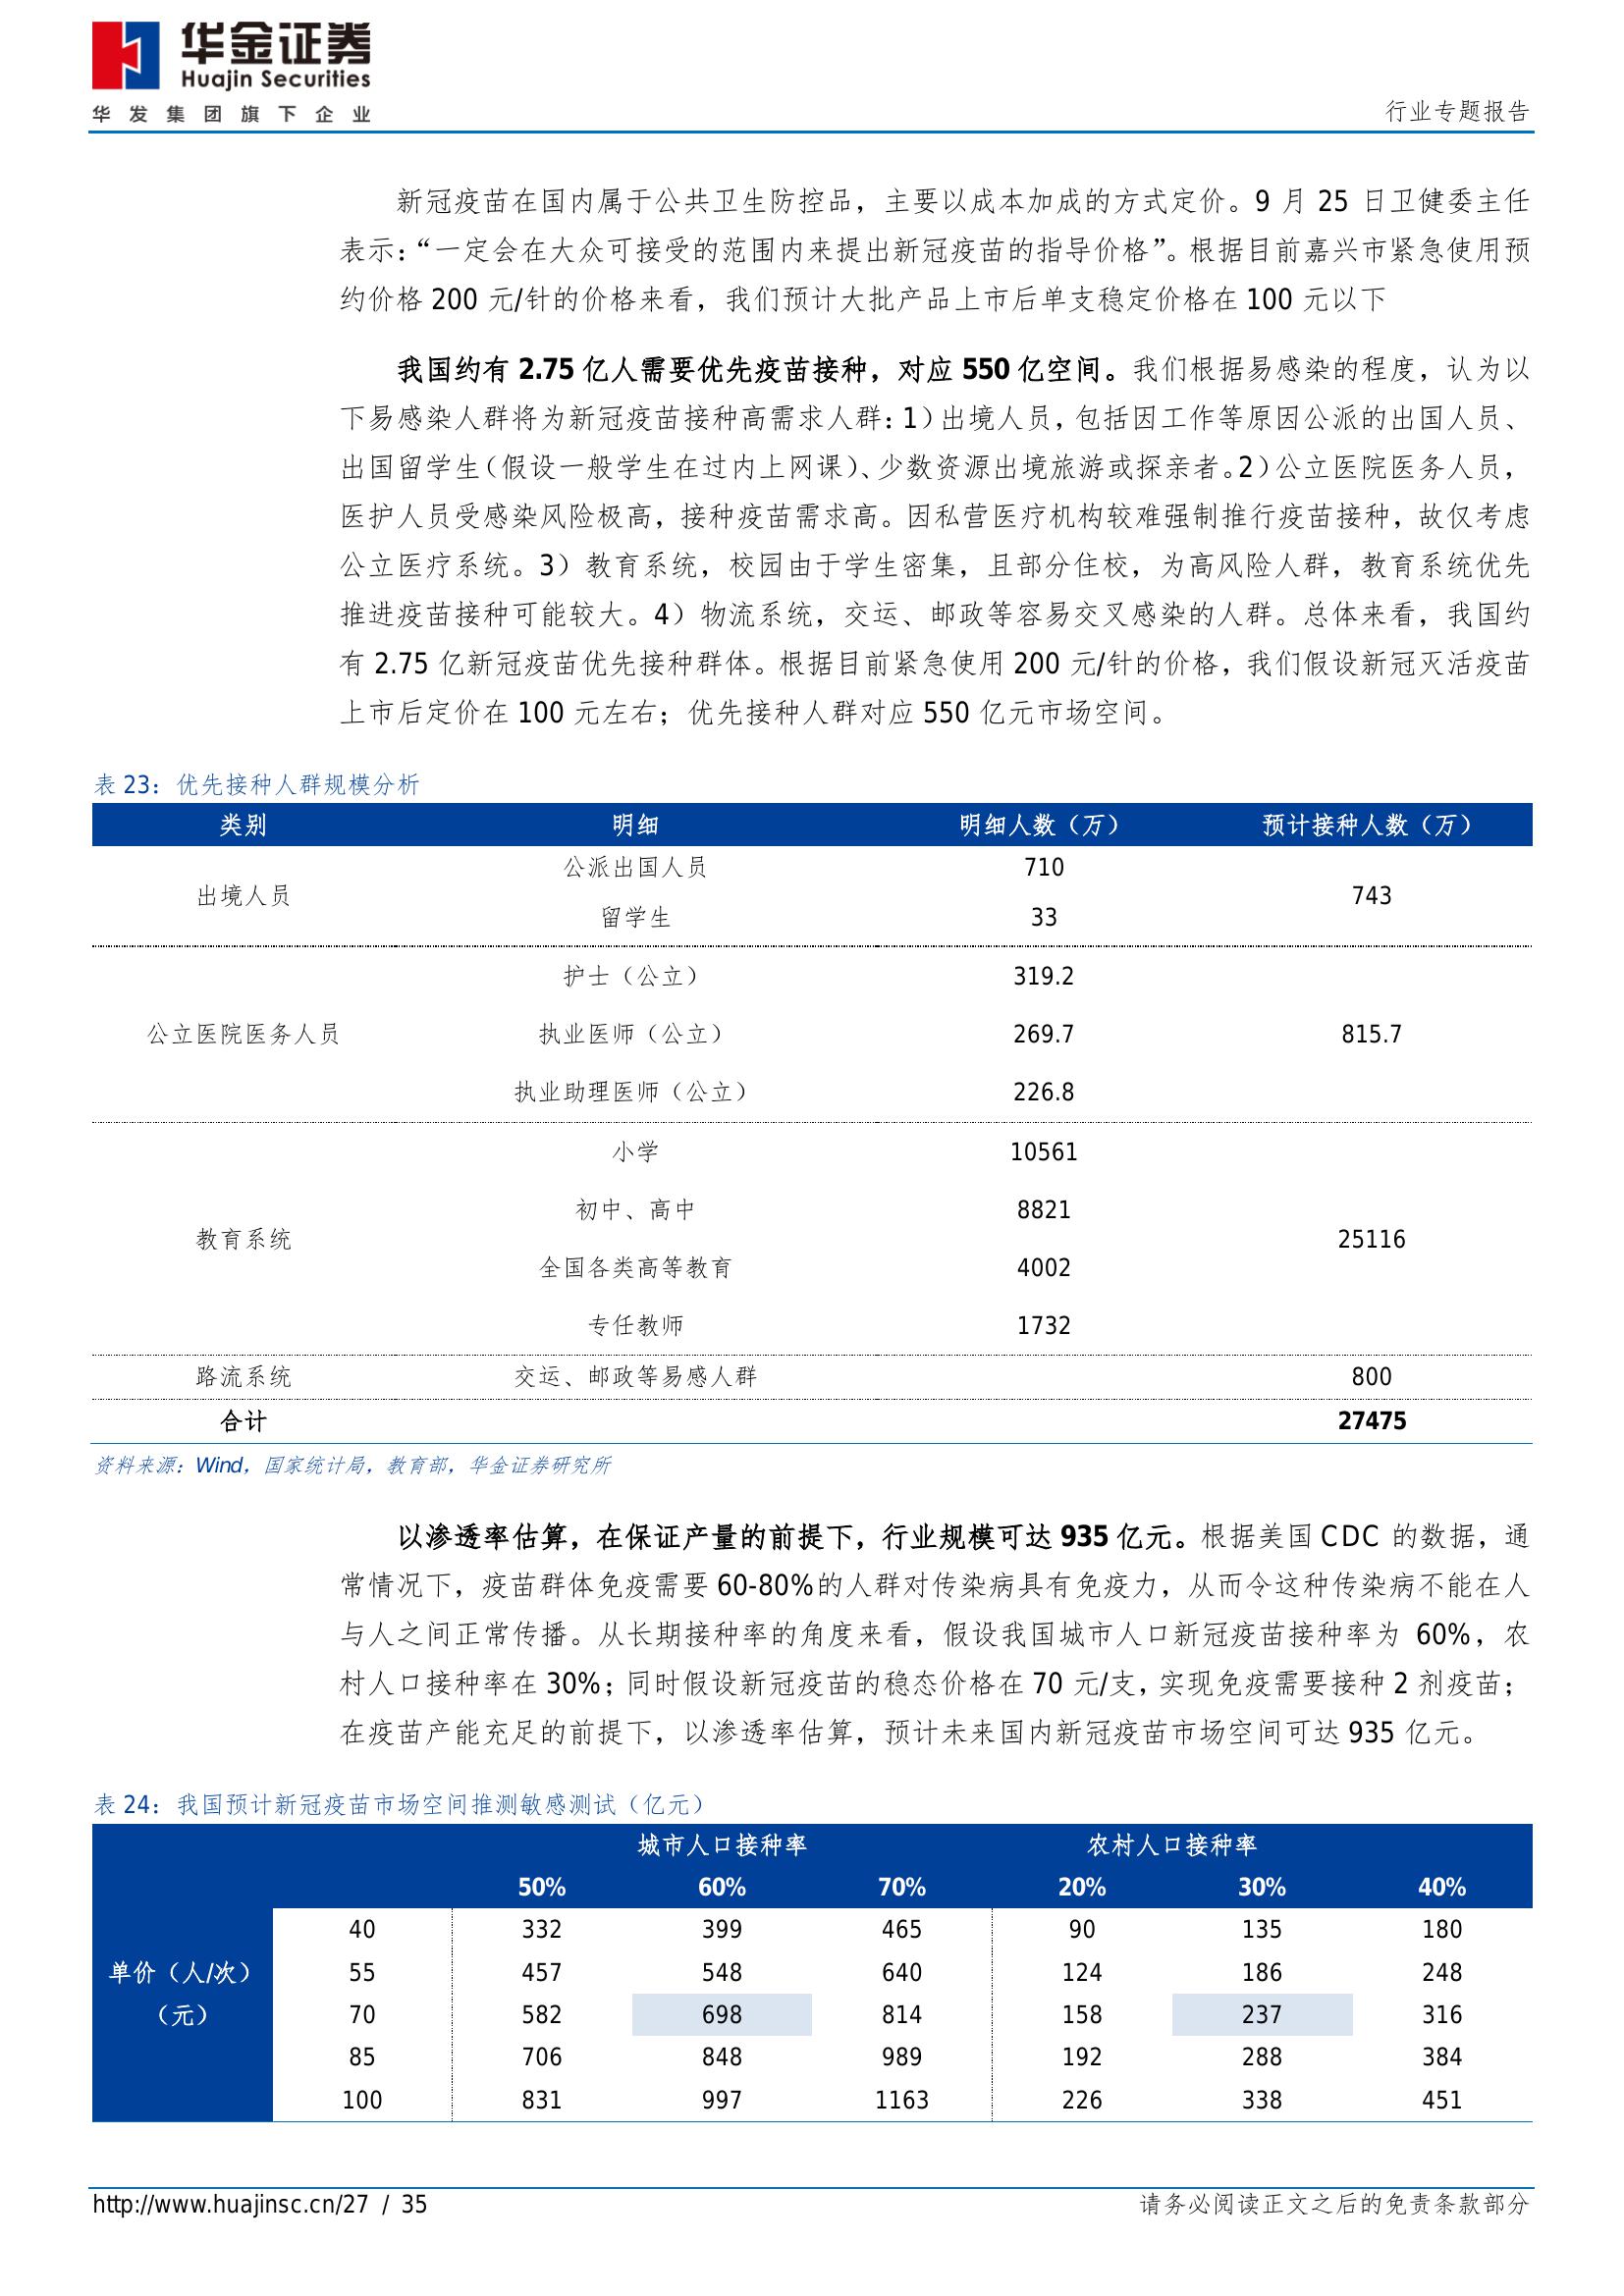 华金证券
Huajin Securities
华发集团旗下企业
行业专题报告
新冠疫苗在国内属于公共卫生防控品，主要以成本加成的方式定价。9 月 25 日卫健委主任
表示：“一定会在大众可接受的范围内来提出新冠疫苗的指导价格”。根据目前嘉兴市紧急使用预
约价格 200 元/针的价格来看，我们预计大批产品上市后单支稳定价格在 100 元以下
我国约有 2.75 亿人需要优先疫苗接种，对应 550 亿空间。我们根据易感染的程度，认为以
下易感染人群将为新冠疫苗接种高需求人群：1）出境人员，包括因工作等原因公派的出国人员、
出国留学生（假设一般学生在过内上网课）、少数资源出境旅游或探亲者。2）公立医院医务人员，
医护人员受感染风险极高，接种疫苗需求高。因私营医疗机构较难强制推行疫苗接种，故仅考虑
公立医疗系统。3）教育系统，校园由于学生密集，且部分住校，为高风险人群，教育系统优先
推进疫苗接种可能较大。4）物流系统，交运、邮政等容易交叉感染的人群。总体来看，我国约
有 2.75 亿新冠疫苗优先接种群体。根据目前紧急使用 200 元/针的价格，我们假设新冠灭活疫苗
上市后定价在 100 元左右；优先接种人群对应 550 亿元市场空间。
表 23：优先接种人群规模分析
类别 明细 明细人数（万） 预计接种人数（万）
出境人员 公派出国人员 710 743
留学生 33
护士（公立） 319.2
公立医院医务人员 执业医师（公立） 269.7 815.7
执业助理医师（公立） 226.8
小学 10561
初中、高中 8821
教育系统 25116
全国各类高等教育 4002
专任教师 1732
路流系统 交运、邮政等易感人群 800
合计 27475
资料来源：Wind，国家统计局，教育部，华金证券研究所
以渗透率估算，在保证产量的前提下，行业规模可达 935 亿元。根据美国 CDC 的数据，通
常情况下，疫苗群体免疫需要 60-80%的人群对传染病具有免疫力，从而令这种传染病不能在人
与人之间正常传播。从长期接种率的角度来看，假设我国城市人口新冠疫苗接种率为 60%，农
村人口接种率在 30%；同时假设新冠疫苗的稳态价格在 70 元/支，实现免疫需要接种 2 剂疫苗；
在疫苗产能充足的前提下，以渗透率估算，预计未来国内新冠疫苗市场空间可达 935 亿元。
表 24：我国预计新冠疫苗市场空间推测敏感测试（亿元）
城市人口接种率 农村人口接种率
50% 60% 70% 20% 30% 40%
40 332 399 465 90 135 180
单价（人/次） 55 457 548 640 124 186 248
（元） 70 582 698 814 158 237 316
85 706 848 989 192 288 384
100 831 997 1163 226 338 451
http://www.huajinsc.cn/27 / 35
请务必阅读正文之后的免责条款部分